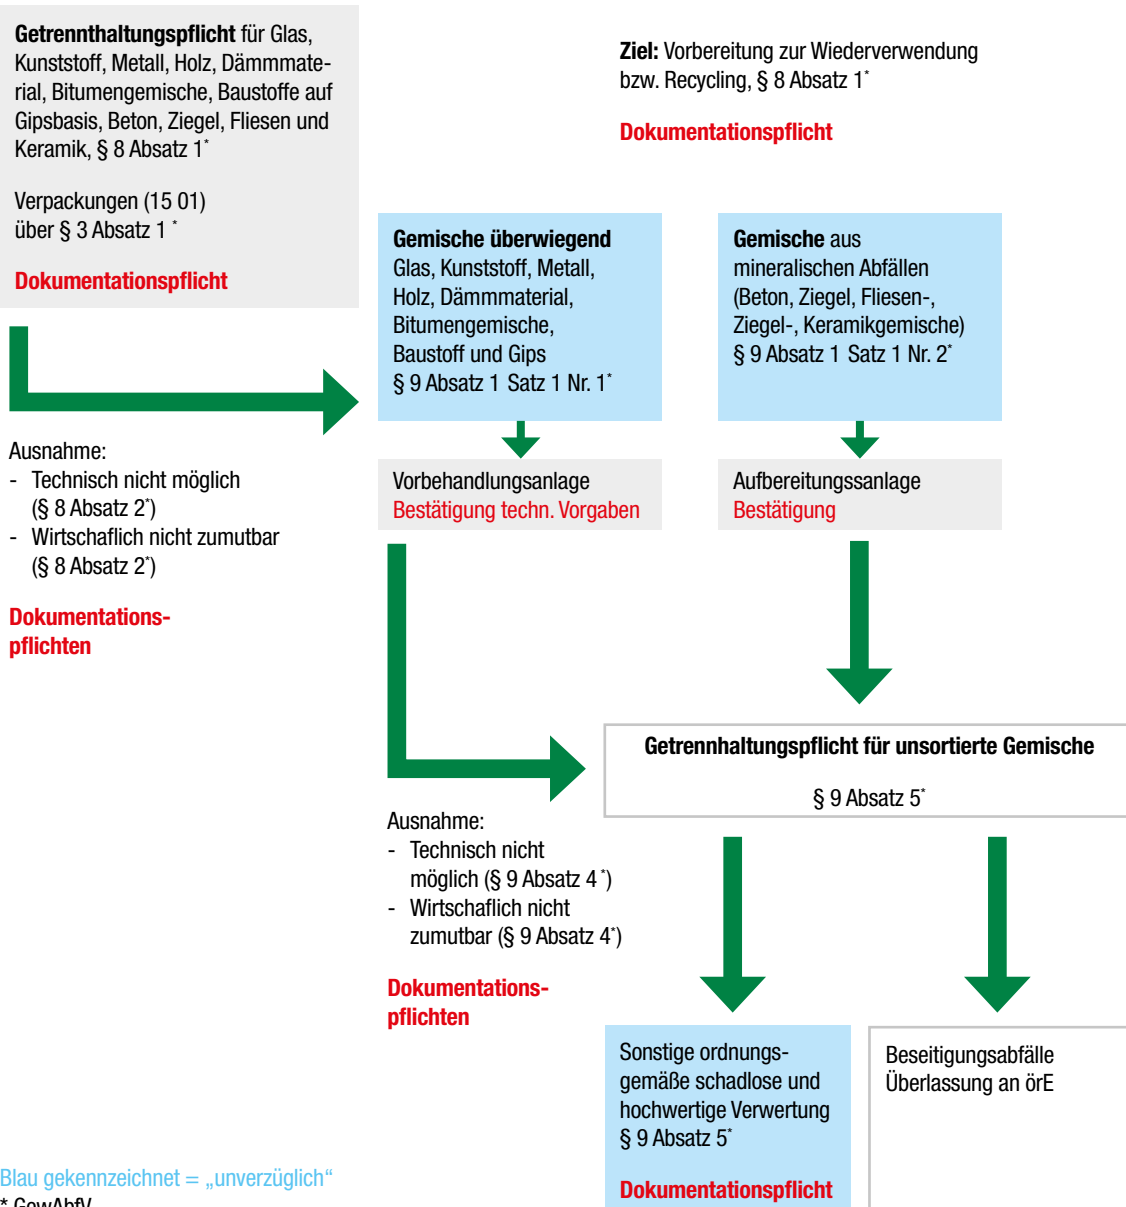 Getrennthaltungspflicht für Glas,
Kunststoff, Metall, Holz, Dämmmate-
rial, Bitumengemische, Baustoffe auf
Gipsbasis, Beton, Ziegel, Fliesen und
Keramik, § 8 Absatz 1*
Verpackungen (15 01)
über § 3 Absatz 1 *
Dokumentationspflicht
Ziel: Vorbereitung zur Wiederverwendung
bzw. Recycling, § 8 Absatz 1*
Dokumentationspflicht
Gemische überwiegend
Glas, Kunststoff, Metall,
Holz, Dämmmaterial,
Bitumengemische,
Baustoff und Gips
§ 9 Absatz 1 Satz 1 Nr. 1*
Gemische aus
mineralischen Abfällen
(Beton, Ziegel, Fliesen-,
Ziegel-, Keramikgemische)
§ 9 Absatz 1 Satz 1 Nr. 2*
Ausnahme:
- Technisch nicht möglich
(§ 8 Absatz 2*)
- Wirtschaflich nicht zumutbar
(§ 8 Absatz 2*)
Dokumentations-
pflichten
Vorbehandlungsanlage
Bestätigung techn. Vorgaben
Aufbereitungssanlage
Bestätigung
Getrennhaltungspflicht für unsortierte Gemische
§ 9 Absatz 5*
Ausnahme:
- Technisch nicht
möglich (§ 9 Absatz 4 *)
- Wirtschaflich nicht
zumutbar (§ 9 Absatz 4*)
Dokumentations-
pflichten
Sonstige ordnungs-
gemäße schadlose und
hochwertige Verwertung
§ 9 Absatz 5*
Dokumentationspflicht
Beseitigungsabfälle
Überlassung an örE
Blau gekennzeichnet = „unverzüglich“
* GewAbfV